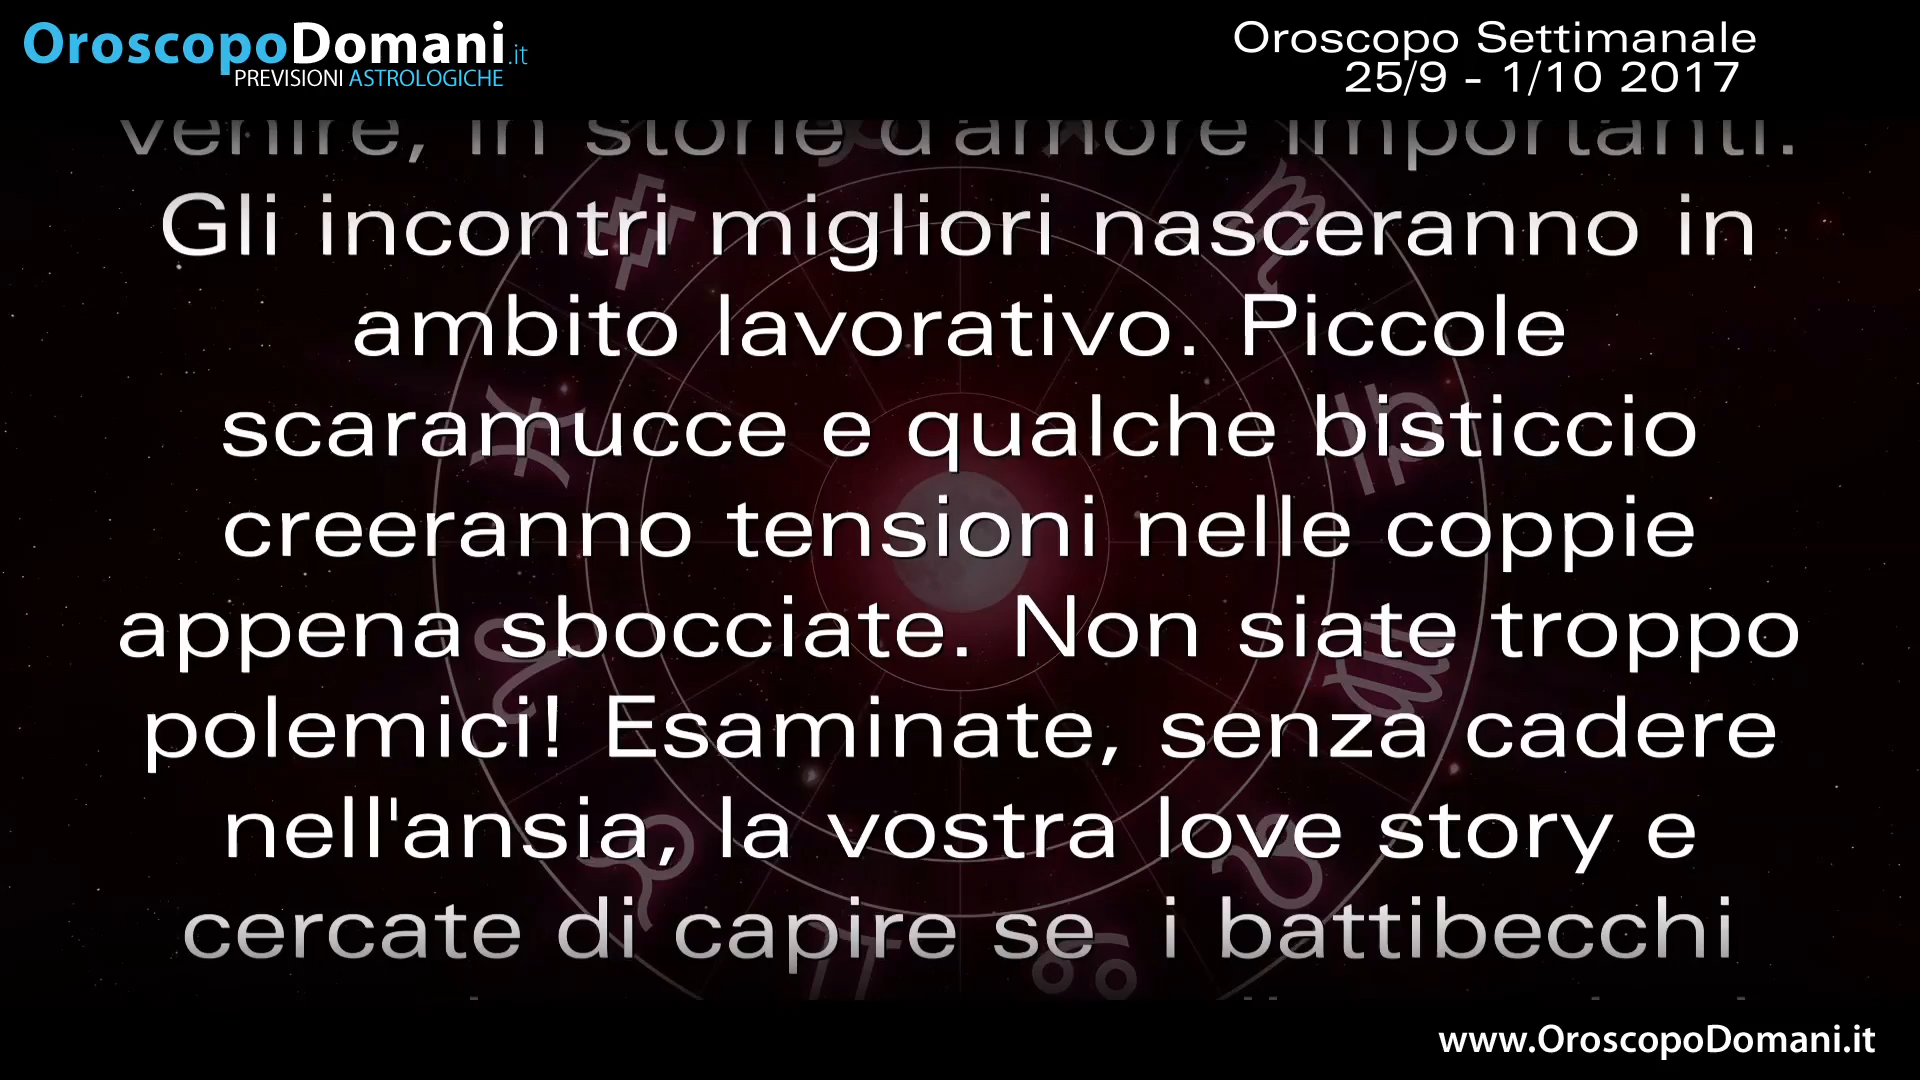 OroscopoDomani.it
PREVISIONI ASTROLOGICHE
Oroscopo Settimanale
25/9 - 1/10 2017
venire, in storie d'amore importanti.
Gli incontri migliori nasceranno in
ambito lavorativo. Piccole
scaramucce e qualche bisticcio
creeranno tensioni nelle coppie
appena sbocciate. Non siate troppo
polemici! Esaminate, senza cadere
nell'ansia, la vostra love story e
cercate di capire se  i battibecchi
www.OroscopoDomani.it